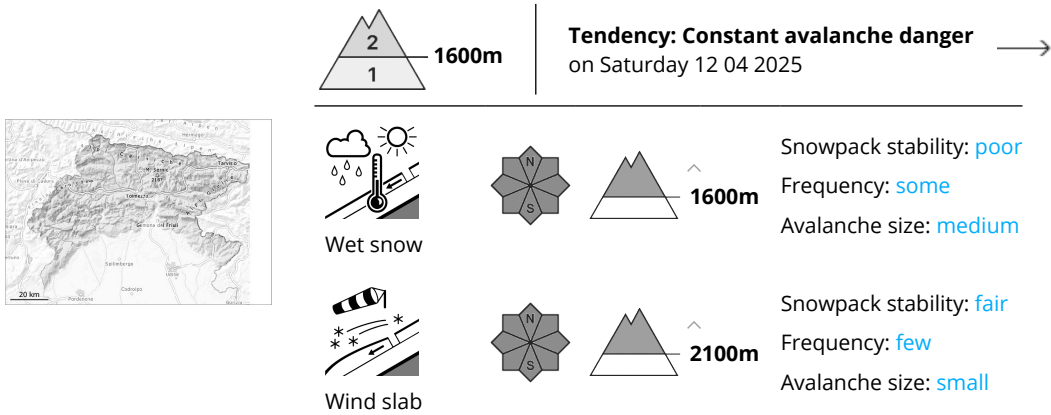 2
1
1600m
Tendency: Constant avalanche danger
on Saturday 12 04 2025
Tarvisio
Tolmezzo
Gemona del Friuli
Spilimbergo
Udine
Codroipo
Pordenone
20 km
N
S
1600m
Wet snow
Snowpack stability: poor
Frequency: some
Avalanche size: medium
N
S
2100m
Wind slab
Snowpack stability: fair
Frequency: few
Avalanche size: small